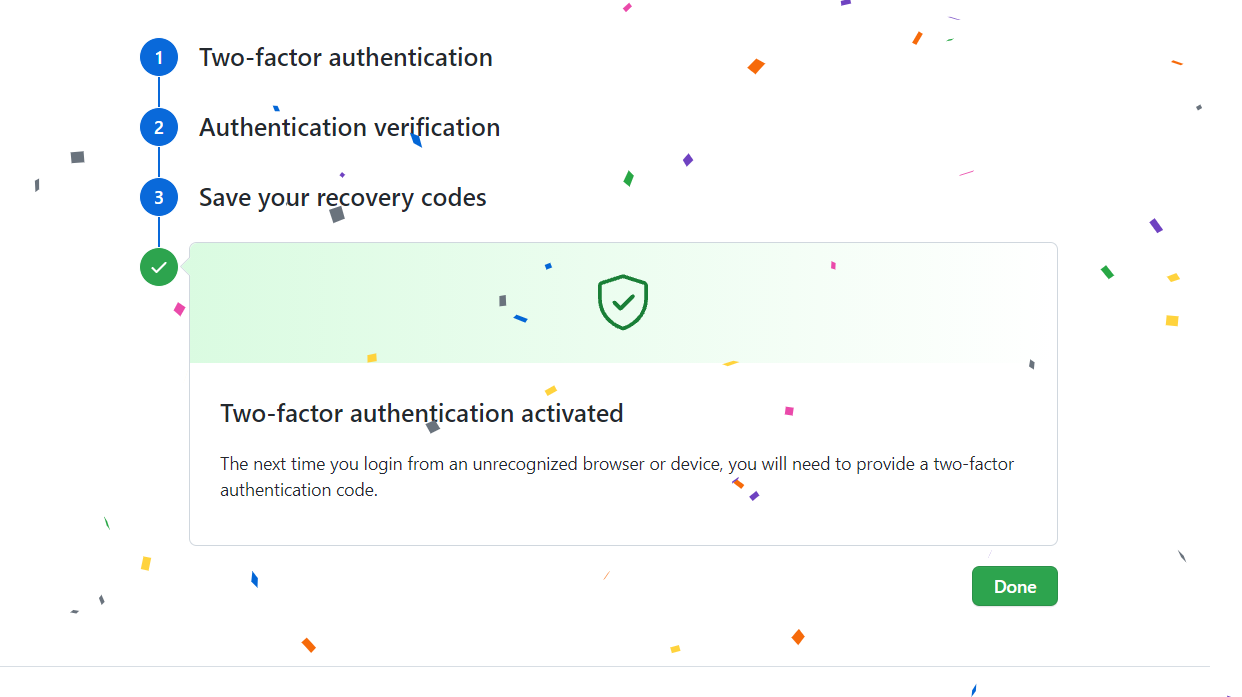 1 Two-factor authentication
2 Authentication verification
3 Save your recovery codes
Two-factor authentication activated
The next time you login from an unrecognized browser or device, you will need to provide a two-factor
authentication code.
Done